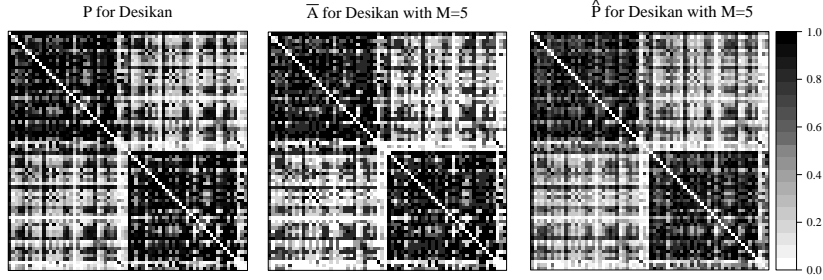 P for Desikan
A̅ for Desikan with M=5
P̂ for Desikan with M=5
1.0
0.8
0.6
0.4
0.2
0.0